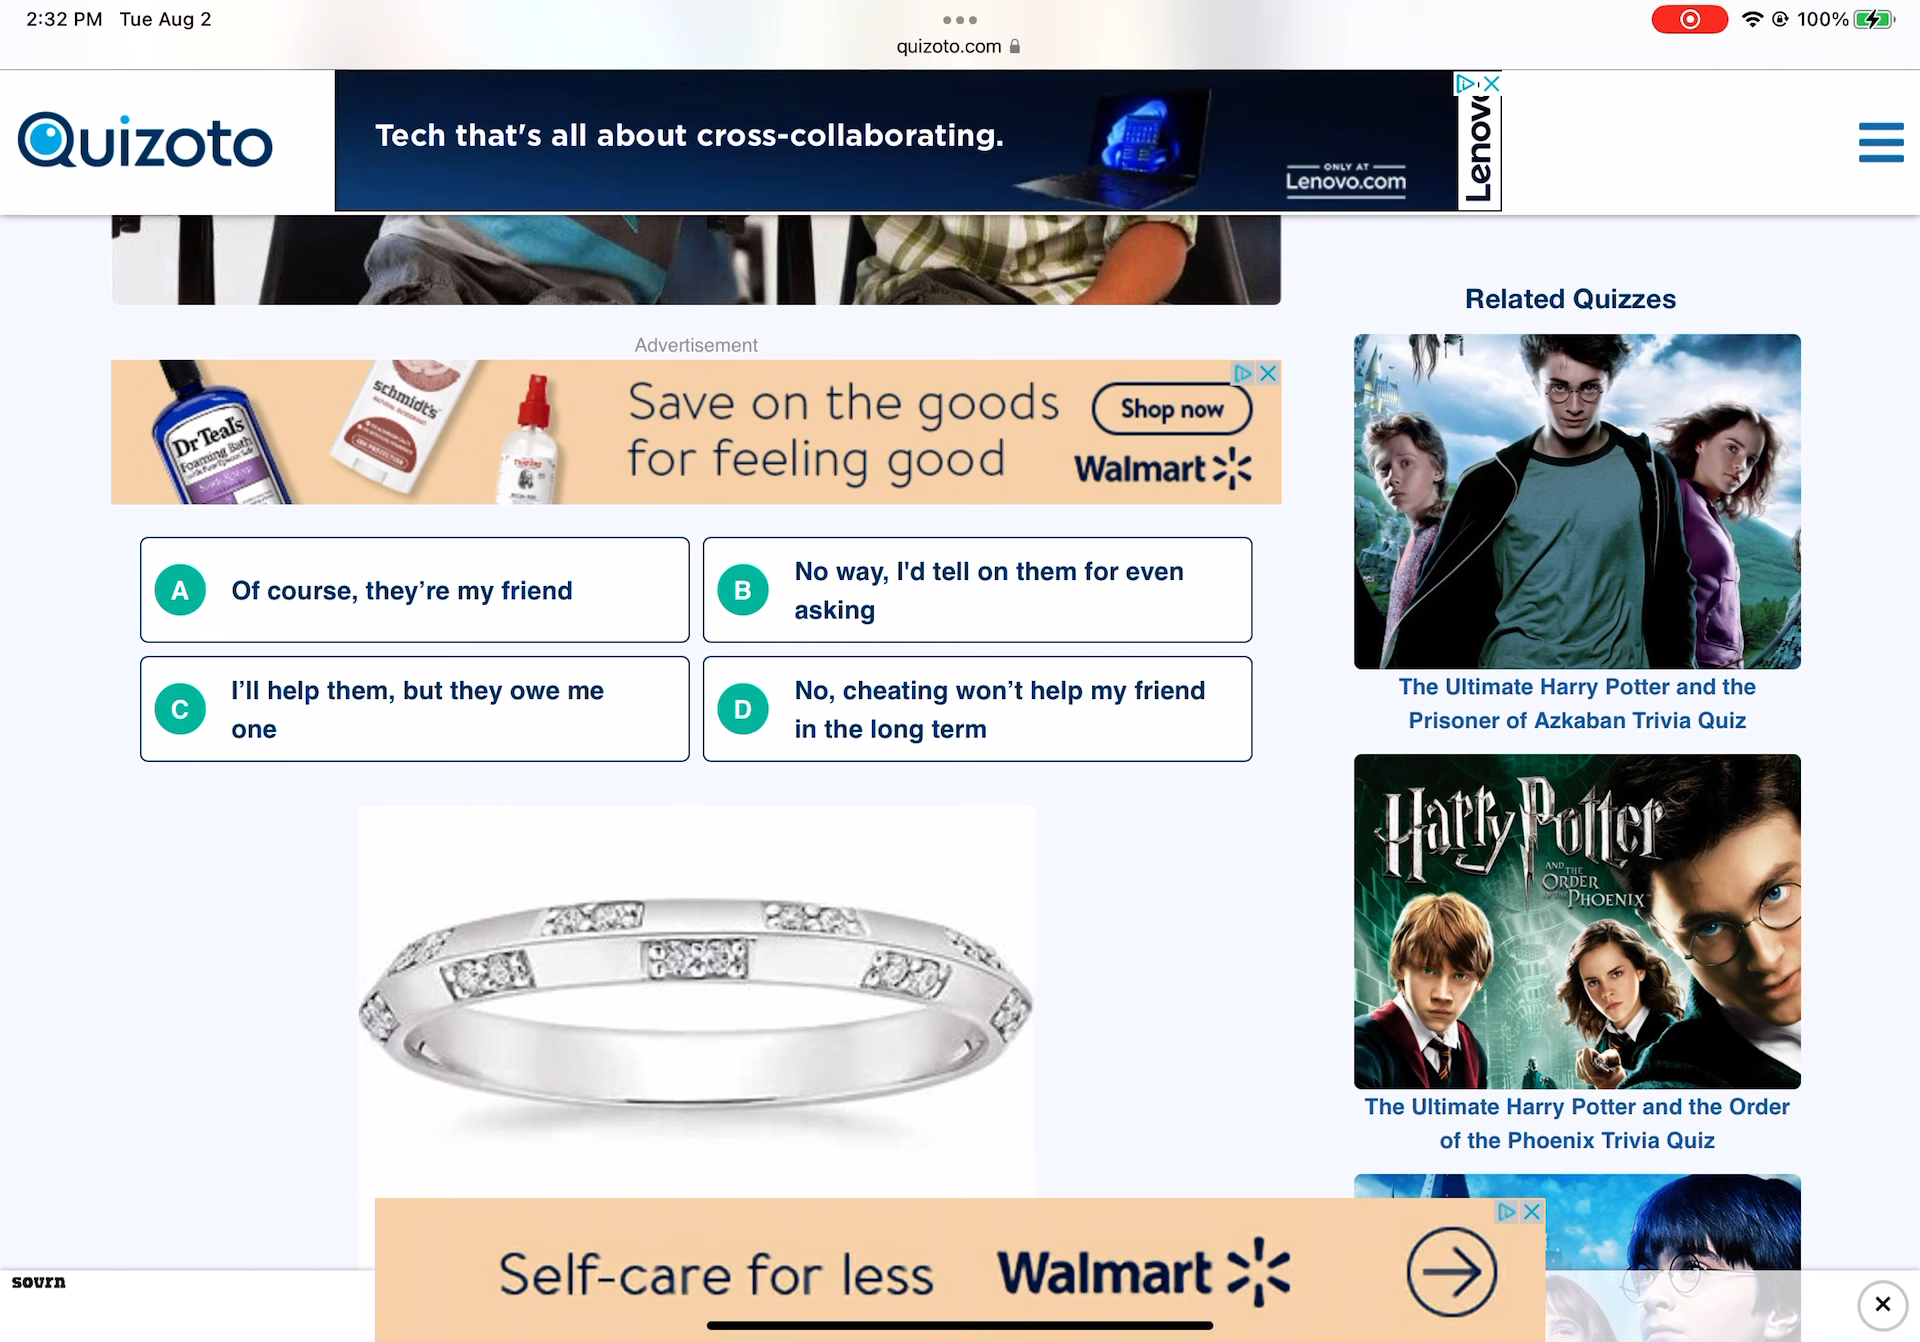 2:32 PM Tue Aug 2
quizoto.com
100%
Quizoto
Tech that's all about cross-collaborating.
ONLY AT
Lenovo.com
Lenovo
Advertisement
Dr Teal's
Foaming Bath
schmidt's
Save on the goods
for feeling good
Shop now
Walmart
A Of course, they’re my friend
B No way, I'd tell on them for even
asking
C I’ll help them, but they owe me
one
D No, cheating won’t help my friend
in the long term
Related Quizzes
The Ultimate Harry Potter and the
Prisoner of Azkaban Trivia Quiz
Harry Potter
AND THE
ORDER
OF THE PHOENIX
The Ultimate Harry Potter and the Order
of the Phoenix Trivia Quiz
Self-care for less Walmart
sovrn